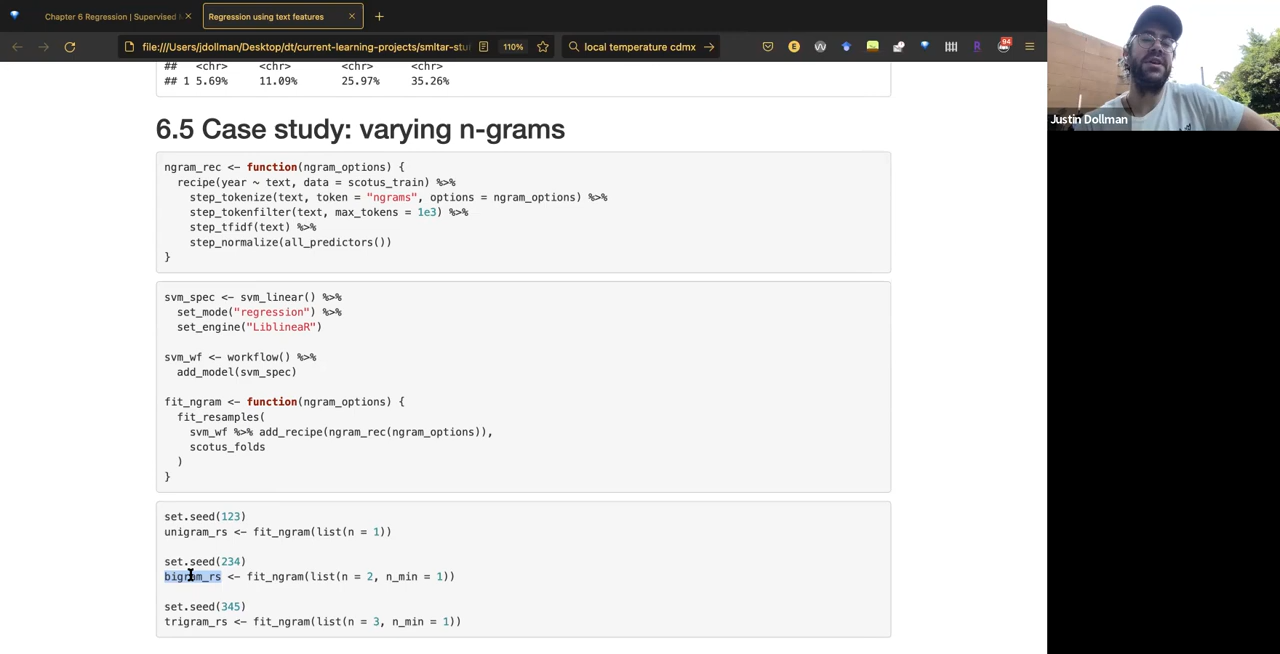 Chapter 6 Regression | Supervised
Regression using text features
file:///Users/jdollman/Desktop/dt/current-learning-projects/smltar-stu
110%
local temperature cdmx
94
## <chr> <chr> <chr> <chr>
## 1 5.69% 11.09% 25.97% 35.26%
6.5 Case study: varying n-grams
ngram_rec <- function(ngram_options) {
recipe(year ~ text, data = scotus_train) %>%
step_tokenize(text, token = "ngrams", options = ngram_options) %>%
step_tokenfilter(text, max_tokens = 1e3) %>%
step_tfidf(text) %>%
step_normalize(all_predictors())
}
svm_spec <- svm_linear() %>%
set_mode("regression") %>%
set_engine("LiblineaR")
svm_wf <- workflow() %>%
add_model(svm_spec)
fit_ngram <- function(ngram_options) {
fit_resamples(
svm_wf %>% add_recipe(ngram_rec(ngram_options)),
scotus_folds
)
}
set.seed(123)
unigram_rs <- fit_ngram(list(n = 1))
set.seed(234)
bigram_rs <- fit_ngram(list(n = 2, n_min = 1))
set.seed(345)
trigram_rs <- fit_ngram(list(n = 3, n_min = 1))
Justin Dollman